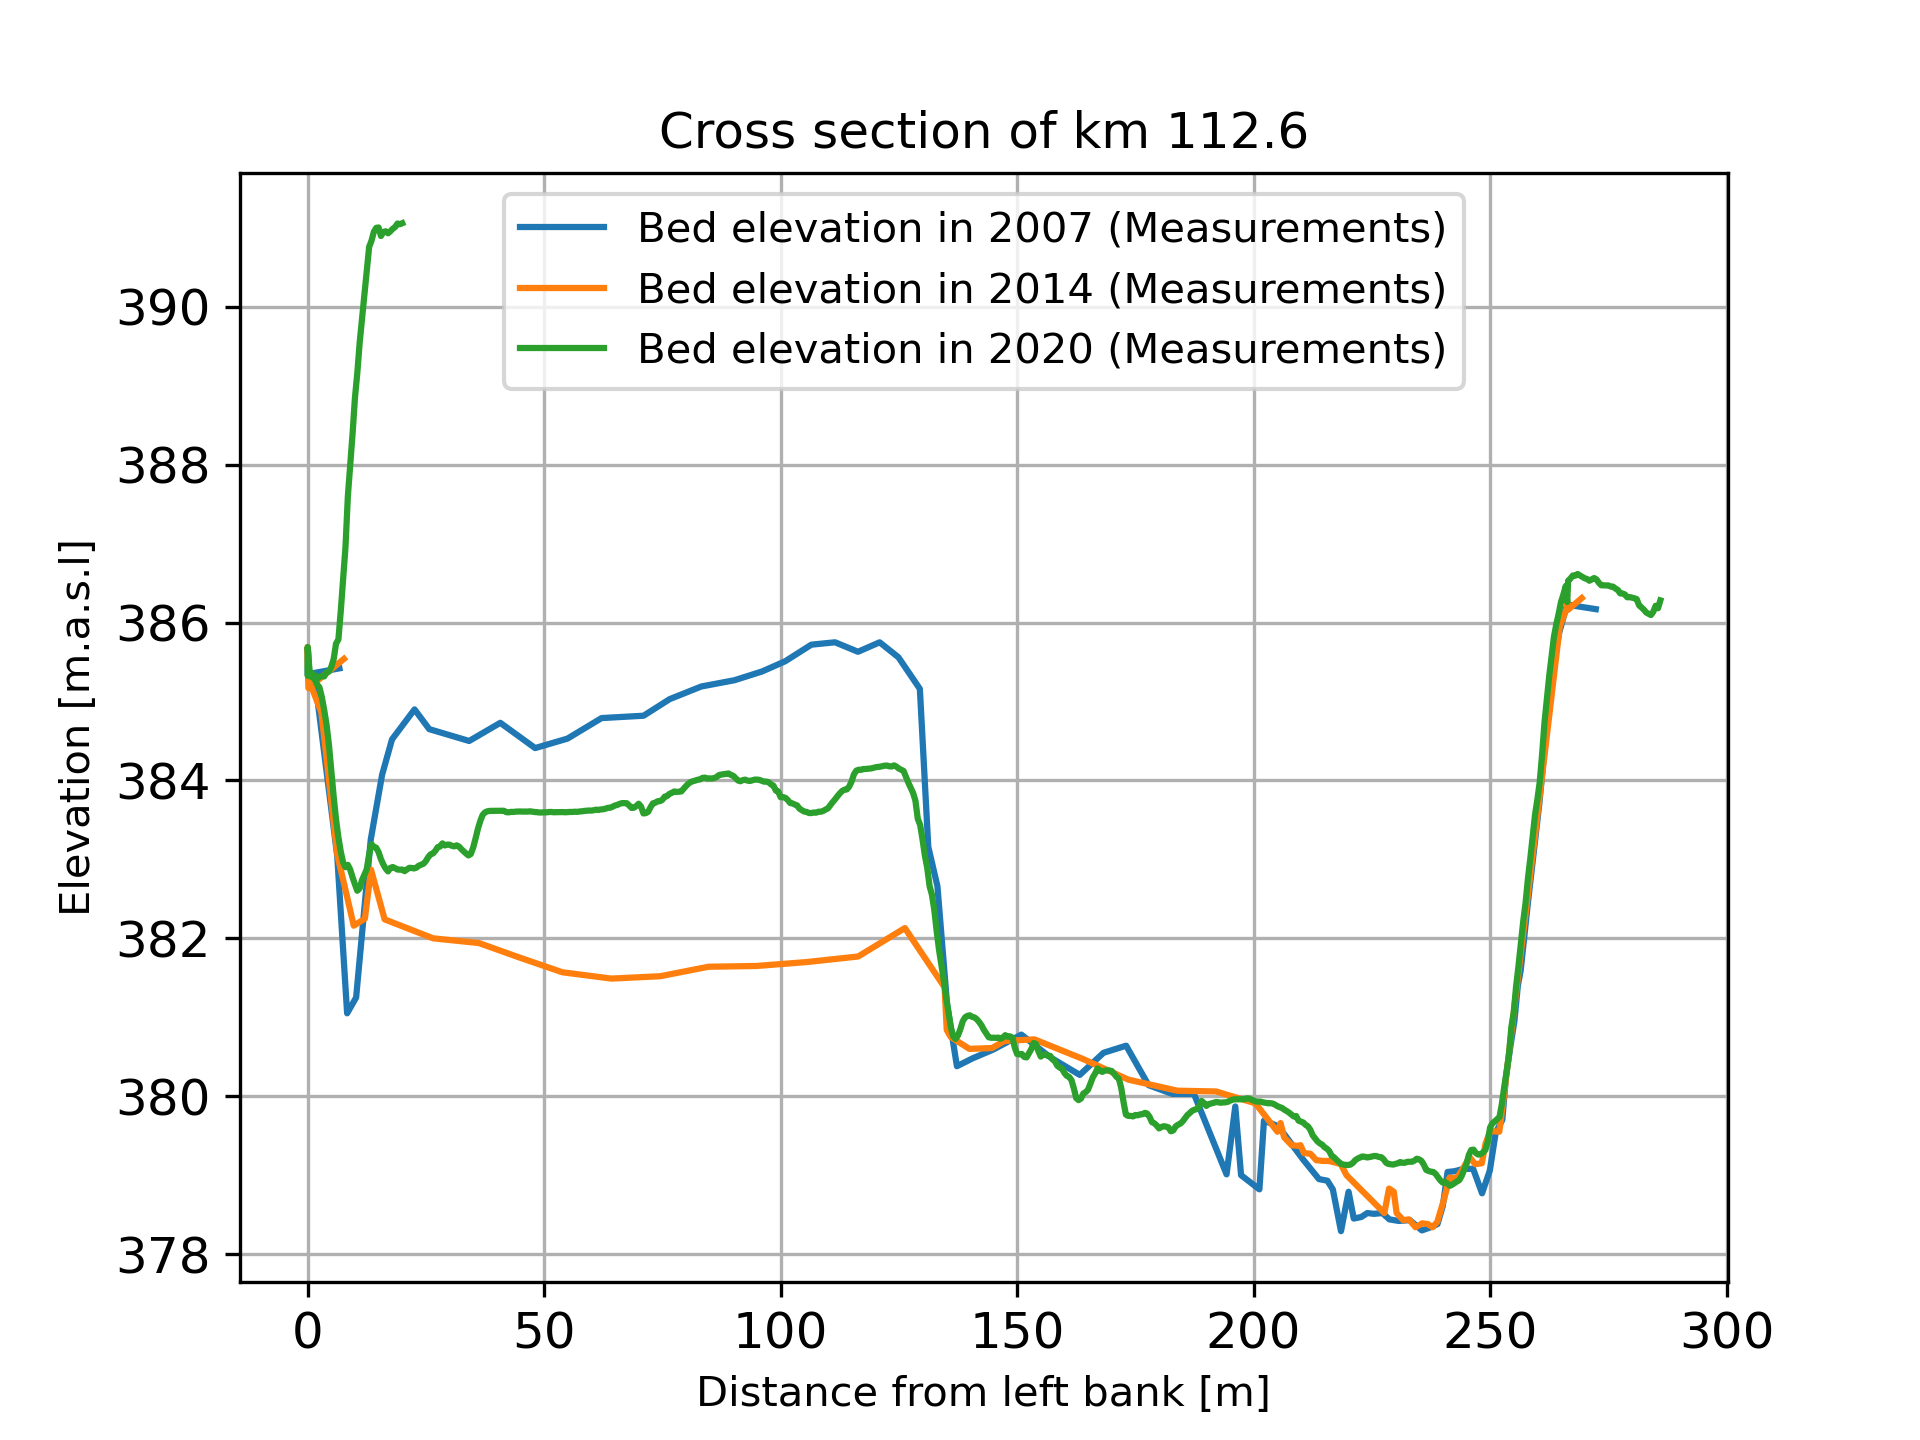 Cross section of km 112.6
Bed elevation in 2007 (Measurements)
Bed elevation in 2014 (Measurements)
Bed elevation in 2020 (Measurements)
Elevation [m.a.s.l]
390
388
386
384
382
380
378
0 50 100 150 200 250 300
Distance from left bank [m]